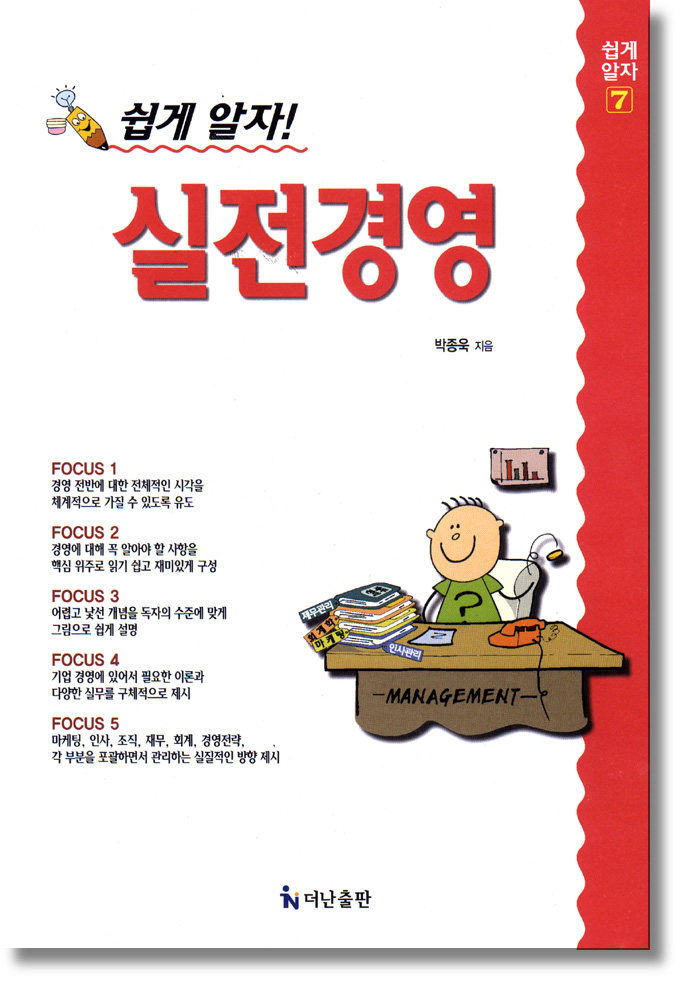 쉽게
알자
7
쉽게 알자!
실전경영
박종욱 지음
FOCUS 1
경영 전반에 대한 전체적인 시각을
체계적으로 가질 수 있도록 유도
FOCUS 2
경영에 대해 꼭 알아야 할 사항을
핵심 위주로 읽기 쉽고 재미있게 구성
FOCUS 3
어렵고 낯선 개념을 독자의 수준에 맞게
그림으로 쉽게 설명
FOCUS 4
기업 경영에 있어서 필요한 이론과
다양한 실무를 구체적으로 제시
FOCUS 5
마케팅, 인사, 조직, 재무, 회계, 경영전략,
각 부분을 포괄하면서 관리하는 실질적인 방향 제시
재무관리
회계학
마케팅
인사관리
?
MANAGEMENT
더난출판